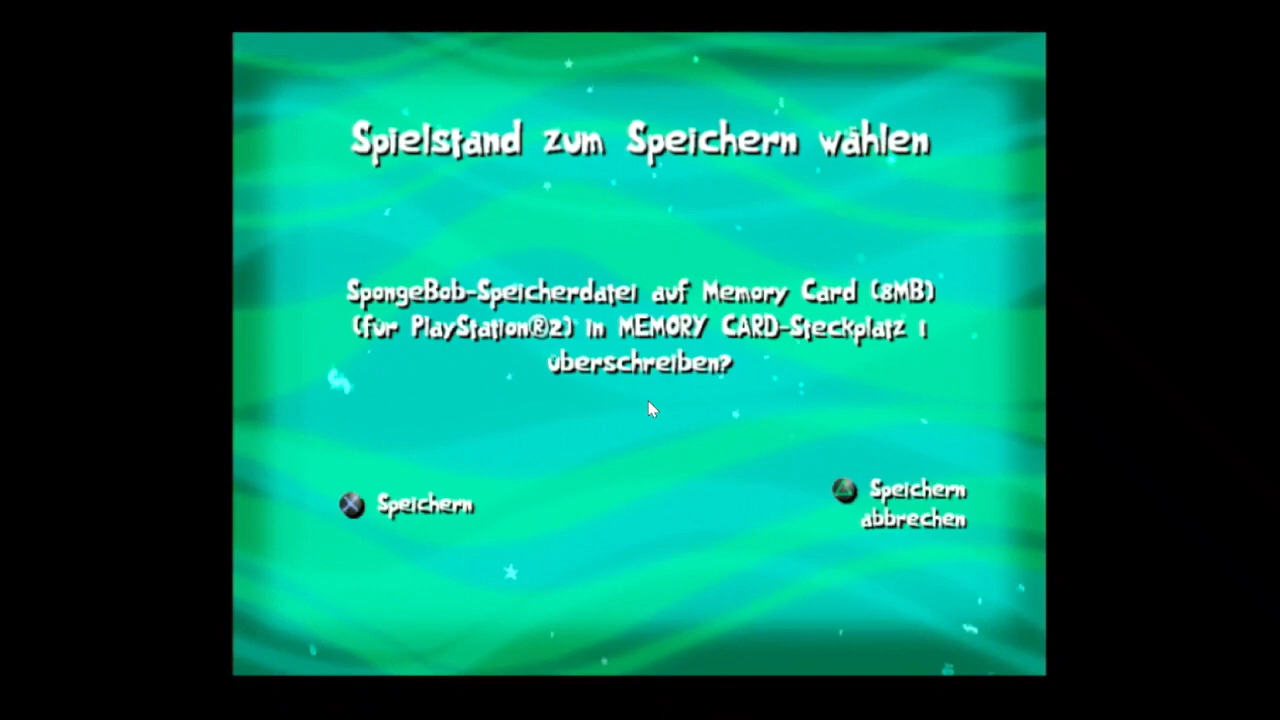 Spielstand zum Speichern wählen
SpongeBob-Speicherdatei auf Memory Card (8MB)
(für PlayStation®2) in MEMORY CARD-Steckplatz 1
überschreiben?
Speichern
Speichern
abbrechen